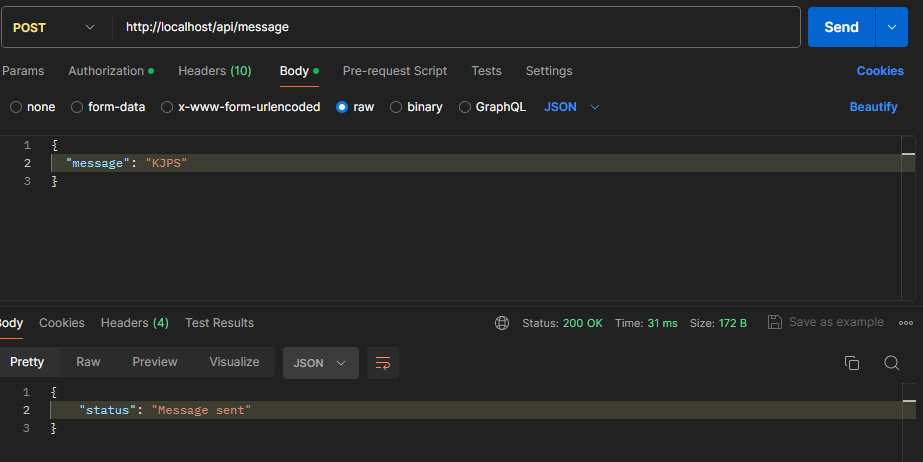 POST http://localhost/api/message Send
Params Authorization Headers (10) Body Pre-request Script Tests Settings Cookies
none form-data x-www-form-urlencoded raw binary GraphQL JSON Beautify
1 {
2 "message": "KJPS"
3 }
Body Cookies Headers (4) Test Results Status: 200 OK Time: 31 ms Size: 172 B Save as example
Pretty Raw Preview Visualize JSON
1 {
2 "status": "Message sent"
3 }